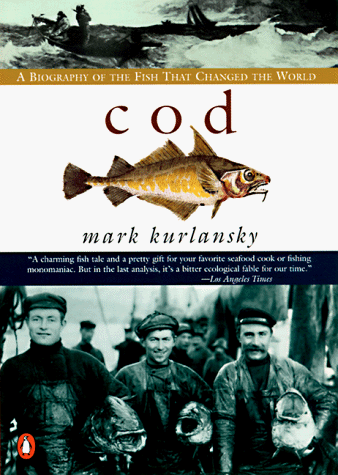 A Biography of the Fish That Changed the World
cod
mark kurlansky
"A charming fish tale and a pretty gift for your favorite seafood cook or fishing
monomaniac. But in the last analysis, it's a bitter ecological fable for our time."
—Los Angeles Times